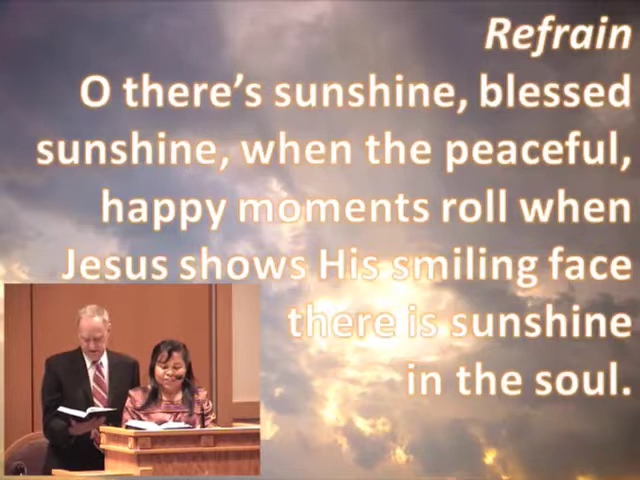 Refrain
O there’s sunshine, blessed
sunshine, when the peaceful,
happy moments roll when
Jesus shows His smiling face
there is sunshine
in the soul.